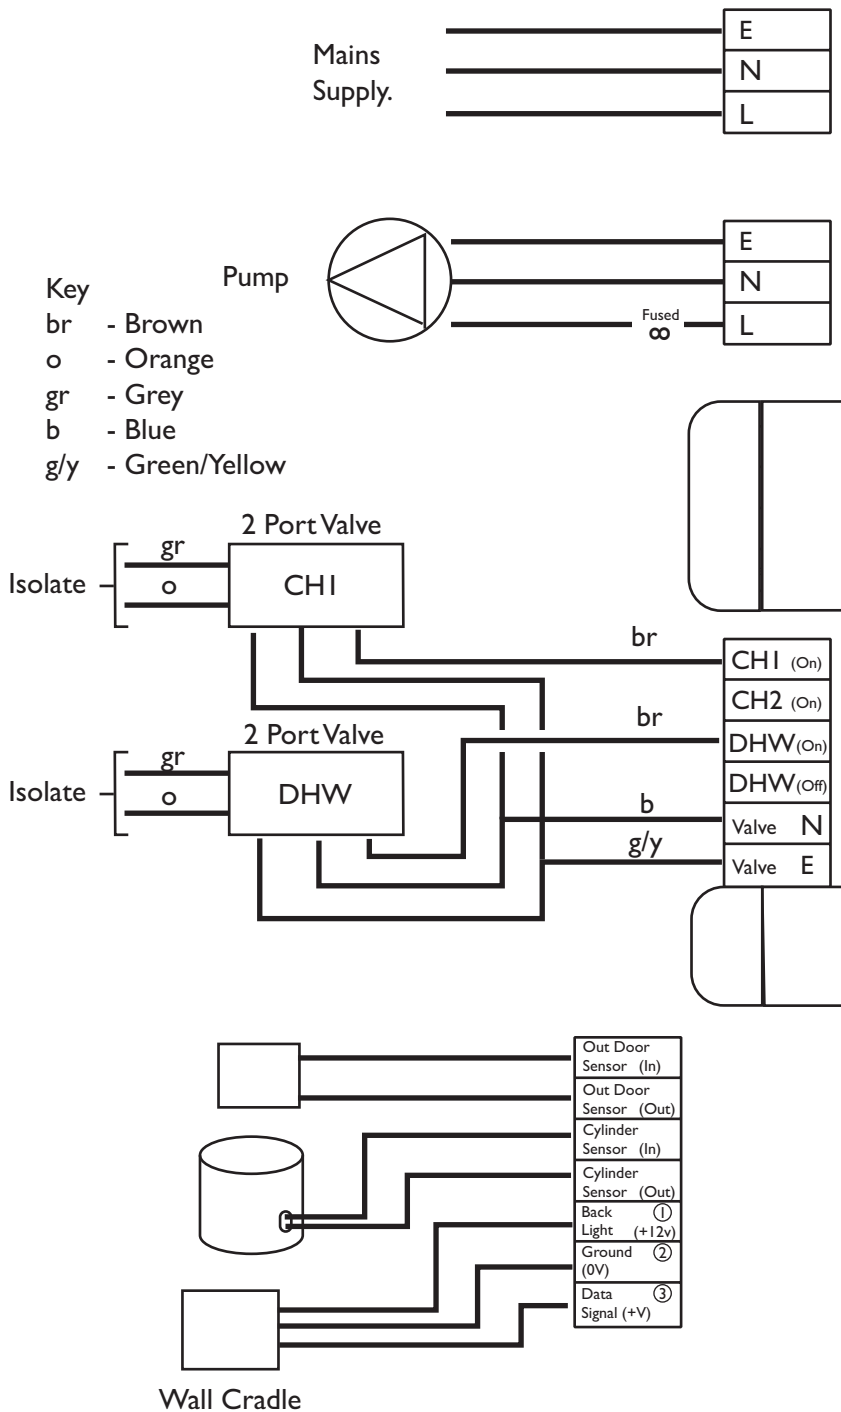 Mains
Supply.
E
N
L
Pump
Fused
E
N
L
Key
br - Brown
o - Orange
gr - Grey
b - Blue
g/y - Green/Yellow
2 Port Valve
gr
Isolate
o
CH1
br
CH1 (On)
CH2 (On)
br
DHW (On)
2 Port Valve
gr
Isolate
o
DHW
DHW (Off)
b
Valve N
g/y
Valve E
Out Door
Sensor (In)
Out Door
Sensor (Out)
Cylinder
Sensor (In)
Cylinder
Sensor (Out)
Back ①
Light (+12v)
Ground ②
(0V)
Data ③
Signal (+V)
Wall Cradle